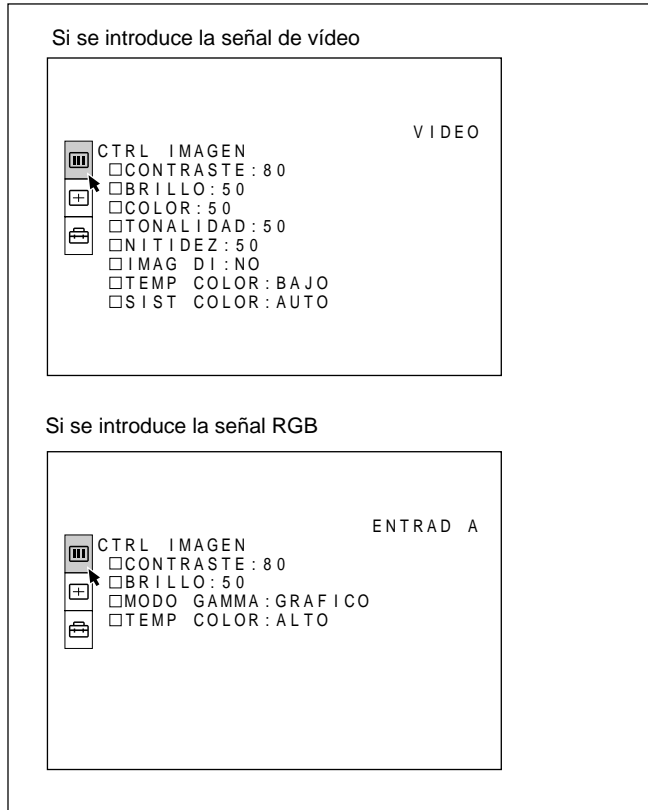 Si se introduce la señal de vídeo
VIDEO
CTRL IMAGEN
□CONTRASTE:80
□BRILLO:50
□COLOR:50
□TONALIDAD:50
□NITIDEZ:50
□IMAG DI:NO
□TEMP COLOR:BAJO
□SIST COLOR:AUTO
Si se introduce la señal RGB
ENTRAD A
CTRL IMAGEN
□CONTRASTE:80
□BRILLO:50
□MODO GAMMA:GRAFICO
□TEMP COLOR:ALTO